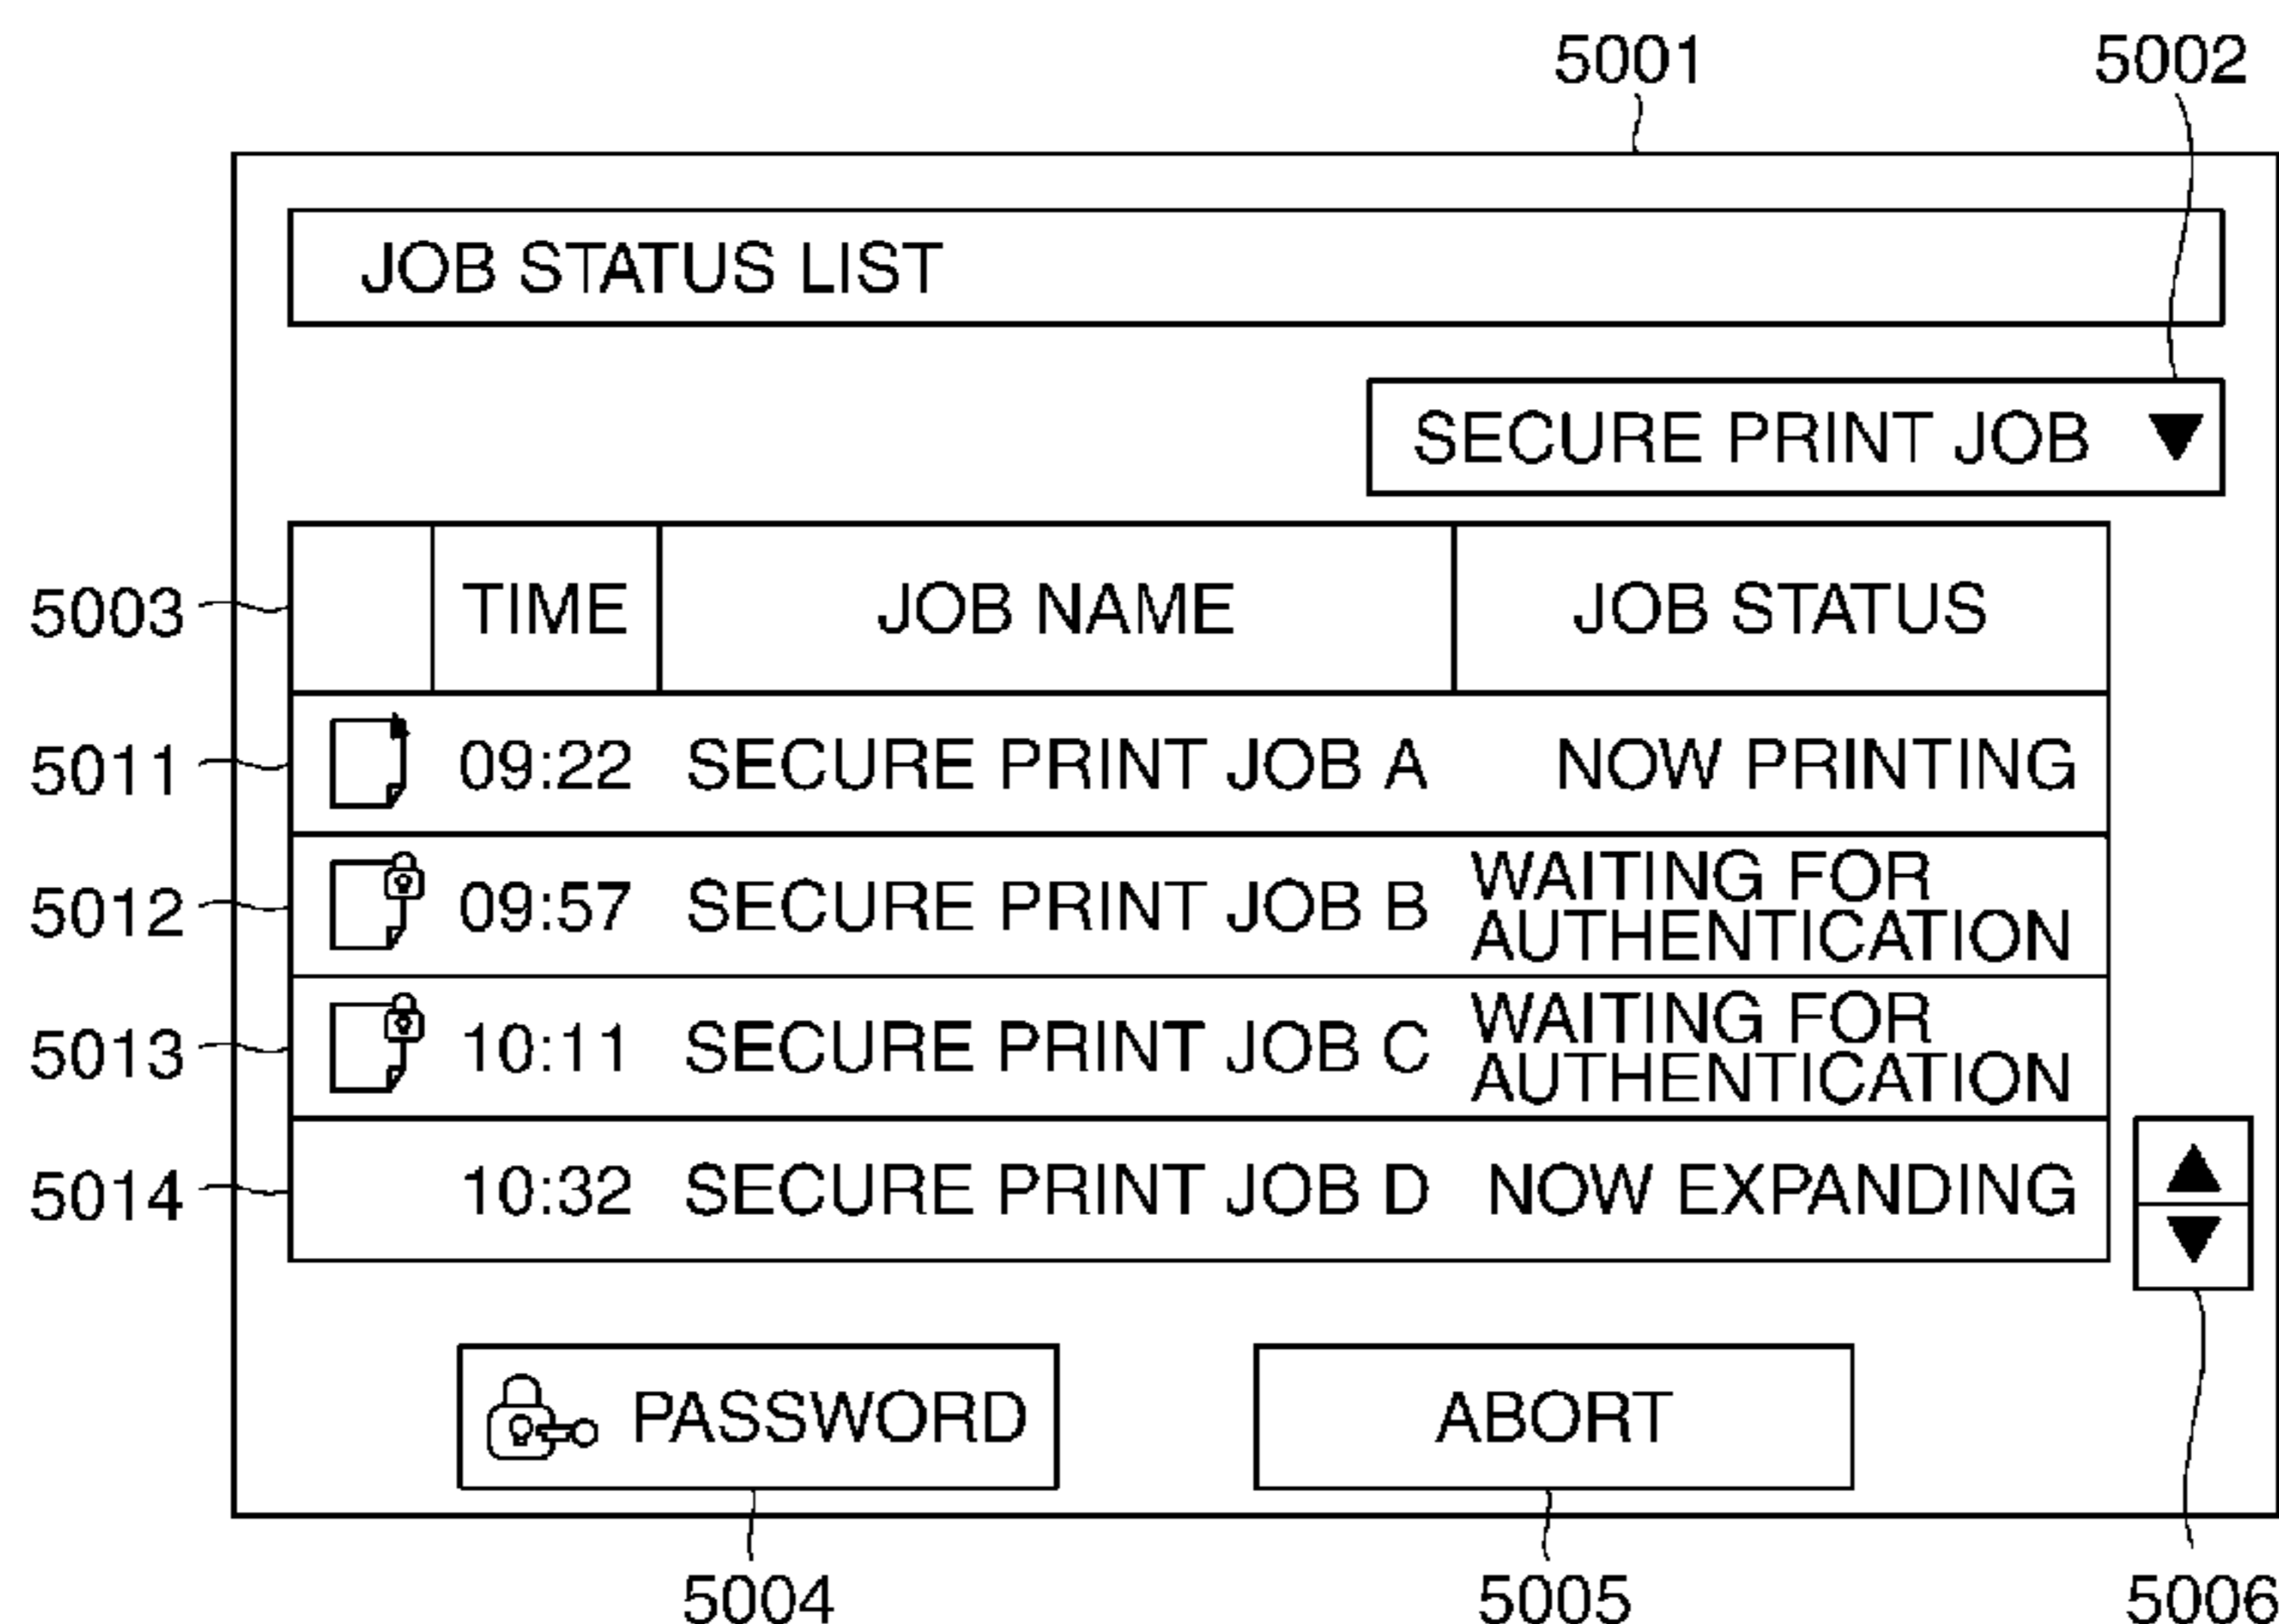 5001 5002
JOB STATUS LIST
SECURE PRINT JOB ▼
5003 TIME JOB NAME JOB STATUS
5011 09:22 SECURE PRINT JOB A NOW PRINTING
5012 09:57 SECURE PRINT JOB B WAITING FOR
AUTHENTICATION
5013 10:11 SECURE PRINT JOB C WAITING FOR
AUTHENTICATION
5014 10:32 SECURE PRINT JOB D NOW EXPANDING
PASSWORD ABORT
5004 5005 5006